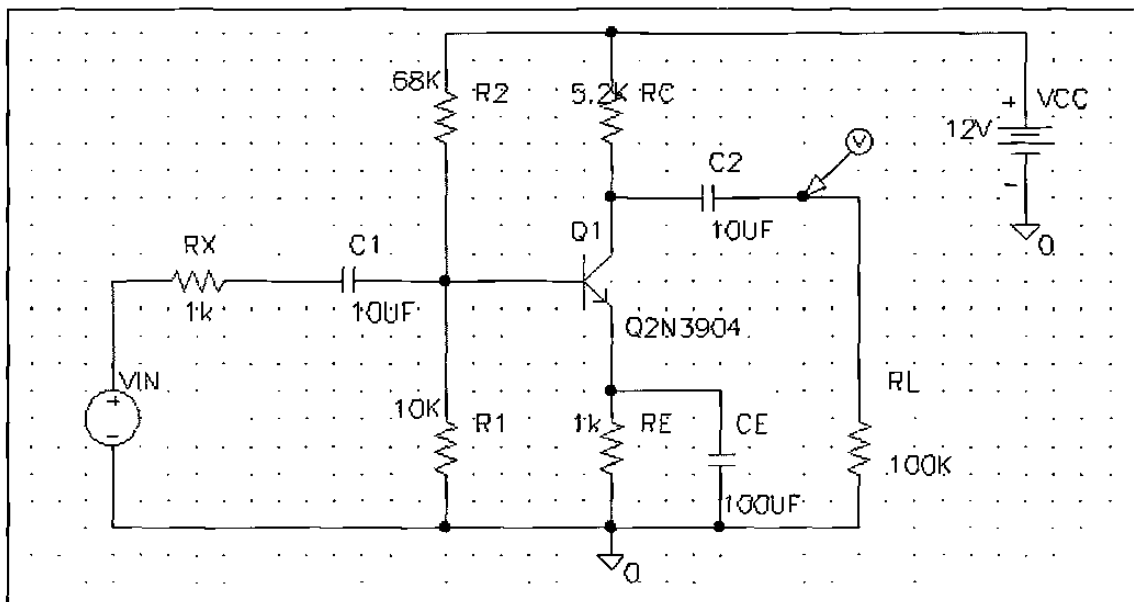 68K R2
5.2K RC
+ VCC
12V
-
V
C2
10UF
0
Q1
RX
1k
C1
10UF
Q2N3904
VIN
+
-
10K R1
1k RE
CE
100UF
RL
100K
0